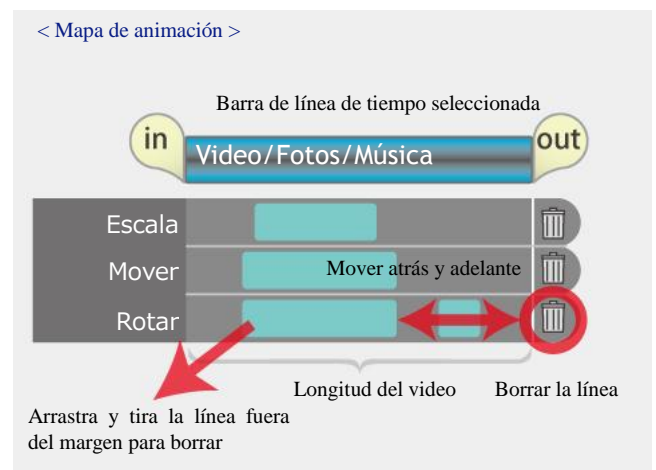 < Mapa de animación >
Barra de línea de tiempo seleccionada
in
Video/Fotos/Música
out
Escala
Mover
Mover atrás y adelante
Rotar
Longitud del video
Borrar la línea
Arrastra y tira la línea fuera
del margen para borrar